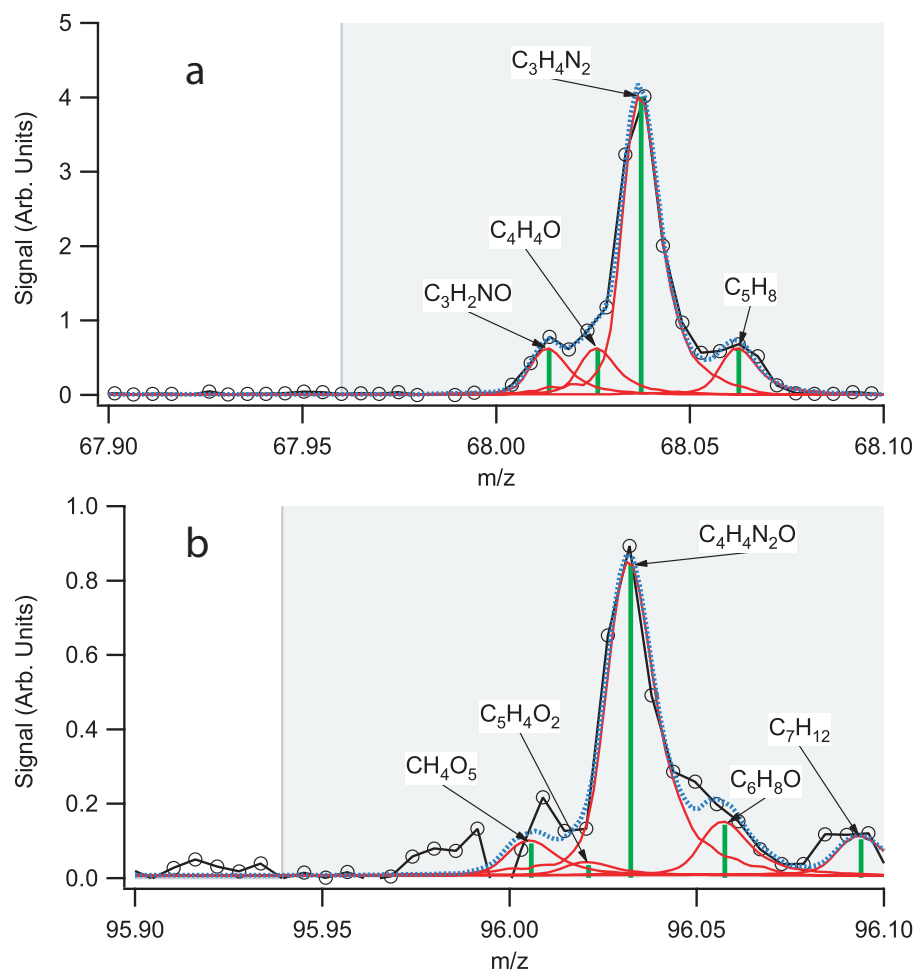 a
5
4
3
2
1
0
Signal (Arb. Units)
C₃H₄N₂
C₄H₄O
C₃H₂NO
C₅H₈
67.90 67.95 68.00 68.05 68.10
m/z
b
1.0
0.8
0.6
0.4
0.2
0.0
Signal (Arb. Units)
C₄H₄N₂O
C₅H₄O₂
C₇H₁₂
CH₄O₅
C₆H₈O
95.90 95.95 96.00 96.05 96.10
m/z